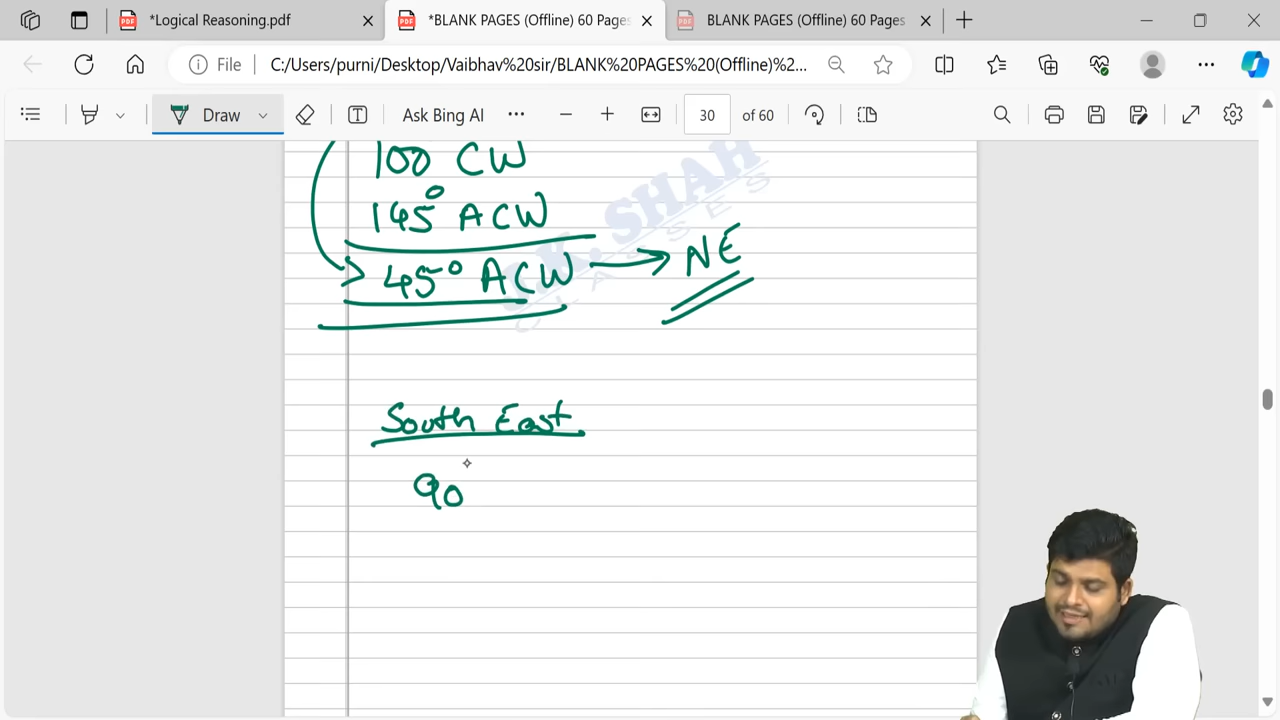 *Logical Reasoning.pdf
*BLANK PAGES (Offline) 60 Pages
BLANK PAGES (Offline) 60 Pages
File
C:/Users/purni/Desktop/Vaibhav%20sir/BLANK%20PAGES%20(Offline)%2...
Draw
Ask Bing AI
30
of 60
100 CW
145° ACW
45° ACW → NE
J.K. SHAH
CLASSES
South East
90